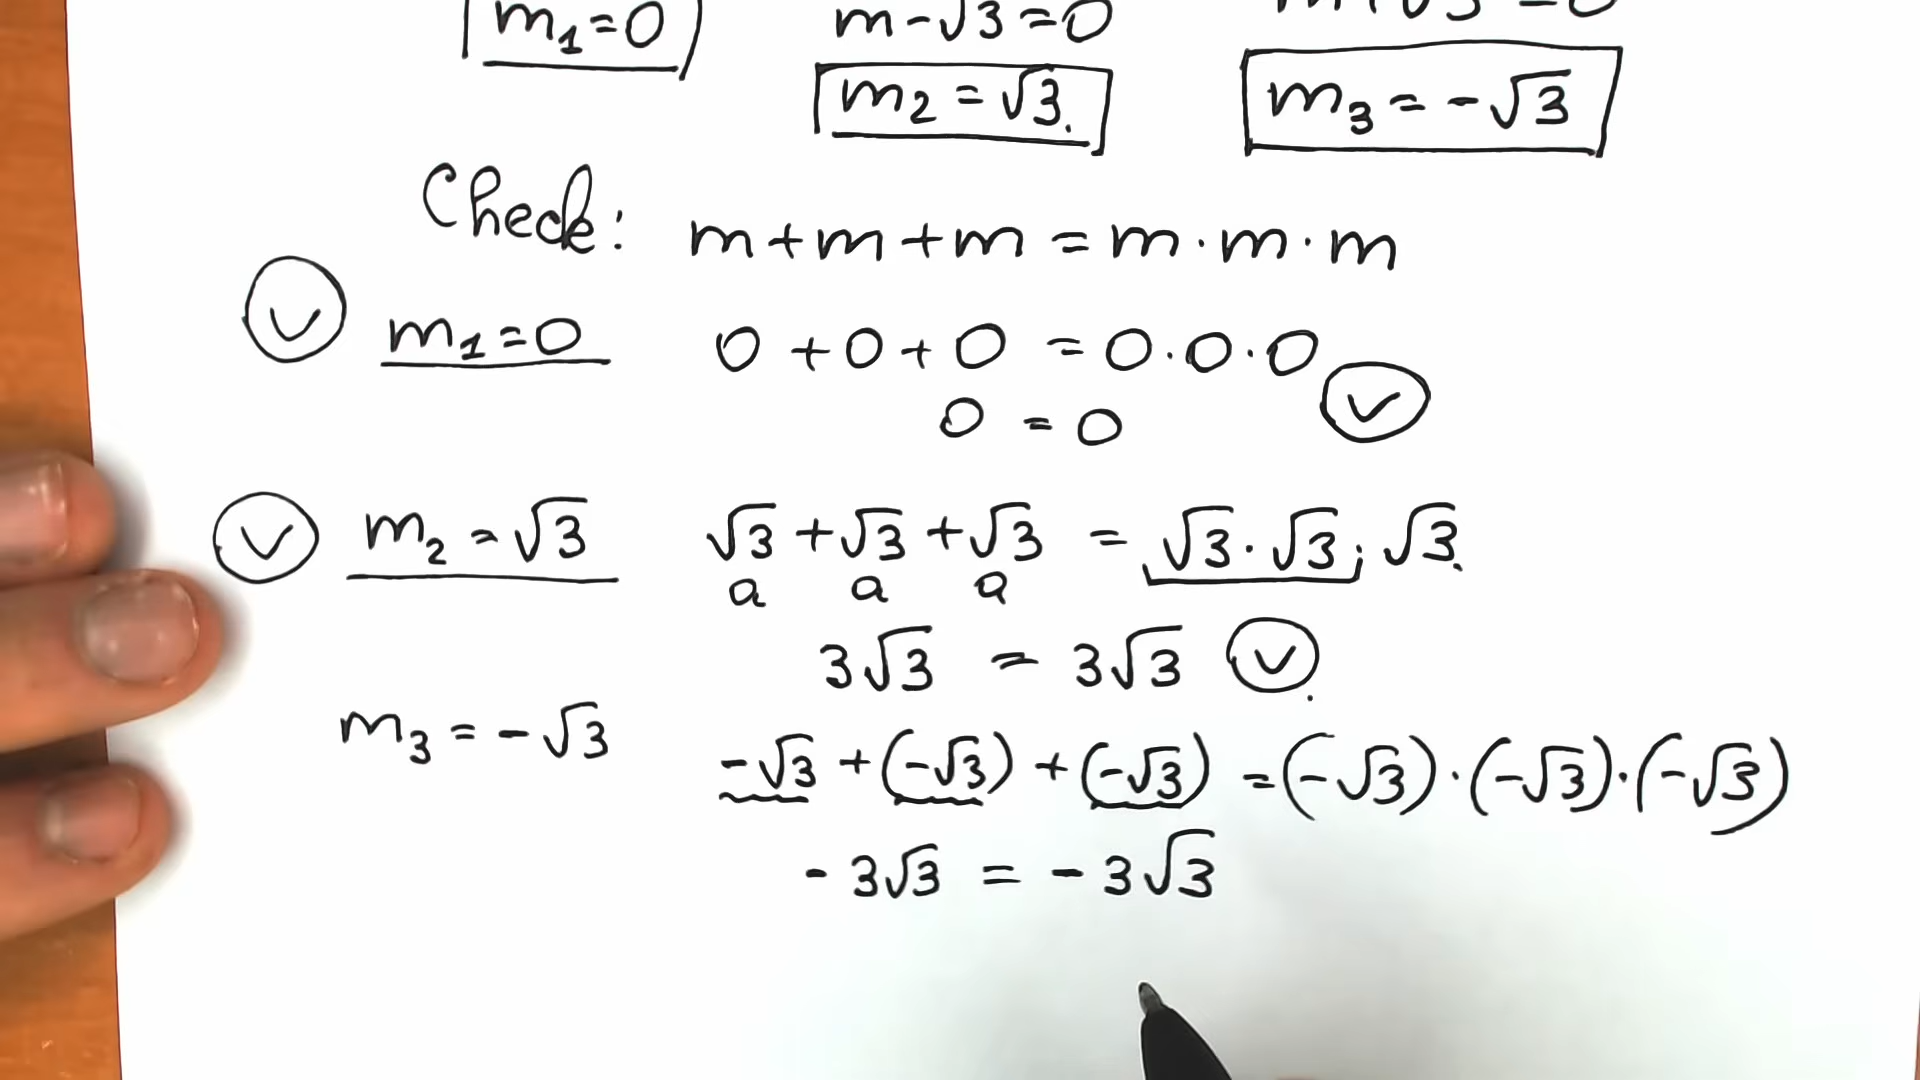 m₁=0 m-√3=0
m₂=√3. m₃=-√3
Check: m+m+m=m·m·m
V m₁=0 0+0+0=0·0·0
0=0 V
V m₂=√3 √3+√3+√3=√3·√3·√3.
a a a
3√3=3√3 V
m₃=-√3 -√3+(-√3)+(-√3)=(-√3)·(-√3)·(-√3)
-3√3=-3√3